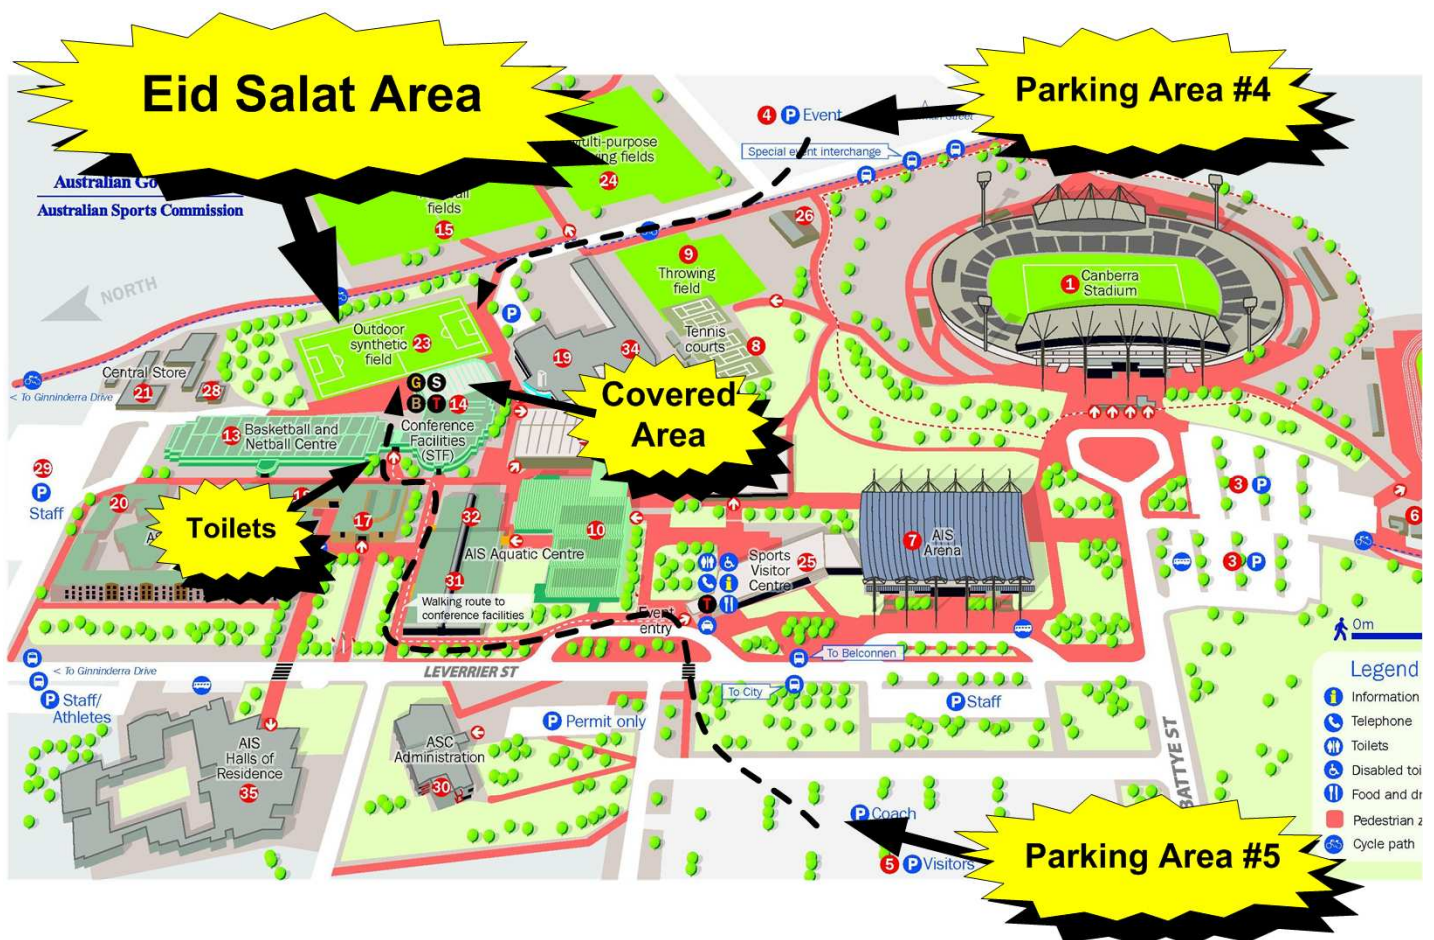 Eid Salat Area
Parking Area #4
4 P Event
Special event interchange
Multi-purpose
fields
24
Australian
Australian Sports Commission
fields
15
26
9
Throwing
field
1
Canberra
Stadium
NORTH
P
Outdoor
synthetic
field
23
Tennis
courts
8
19
34
Central Store
21
28
< To Ginninderra Drive
G S
B T
14
Conference
Facilities
(STF)
Covered
Area
13
Basketball and
Netball Centre
29
P
Staff
20
Toilets
17
32
10
AIS Aquatic Centre
31
Walking route to
conference facilities
Sports
Visitor
Centre
25
7
AIS
Arena
3 P
3 P
6
T
Event
entry
0m
< To Ginninderra Drive
LEVERRIER ST
To Belconnen
To City
P Staff/
Athletes
P Permit only
P Staff
AIS
Halls of
Residence
35
ASC
Administration
30
BATTYE ST
P Coach
5 P Visitors
Parking Area #5
Legend
Information
Telephone
Toilets
Disabled
Food and
Pedestrian
Cycle path